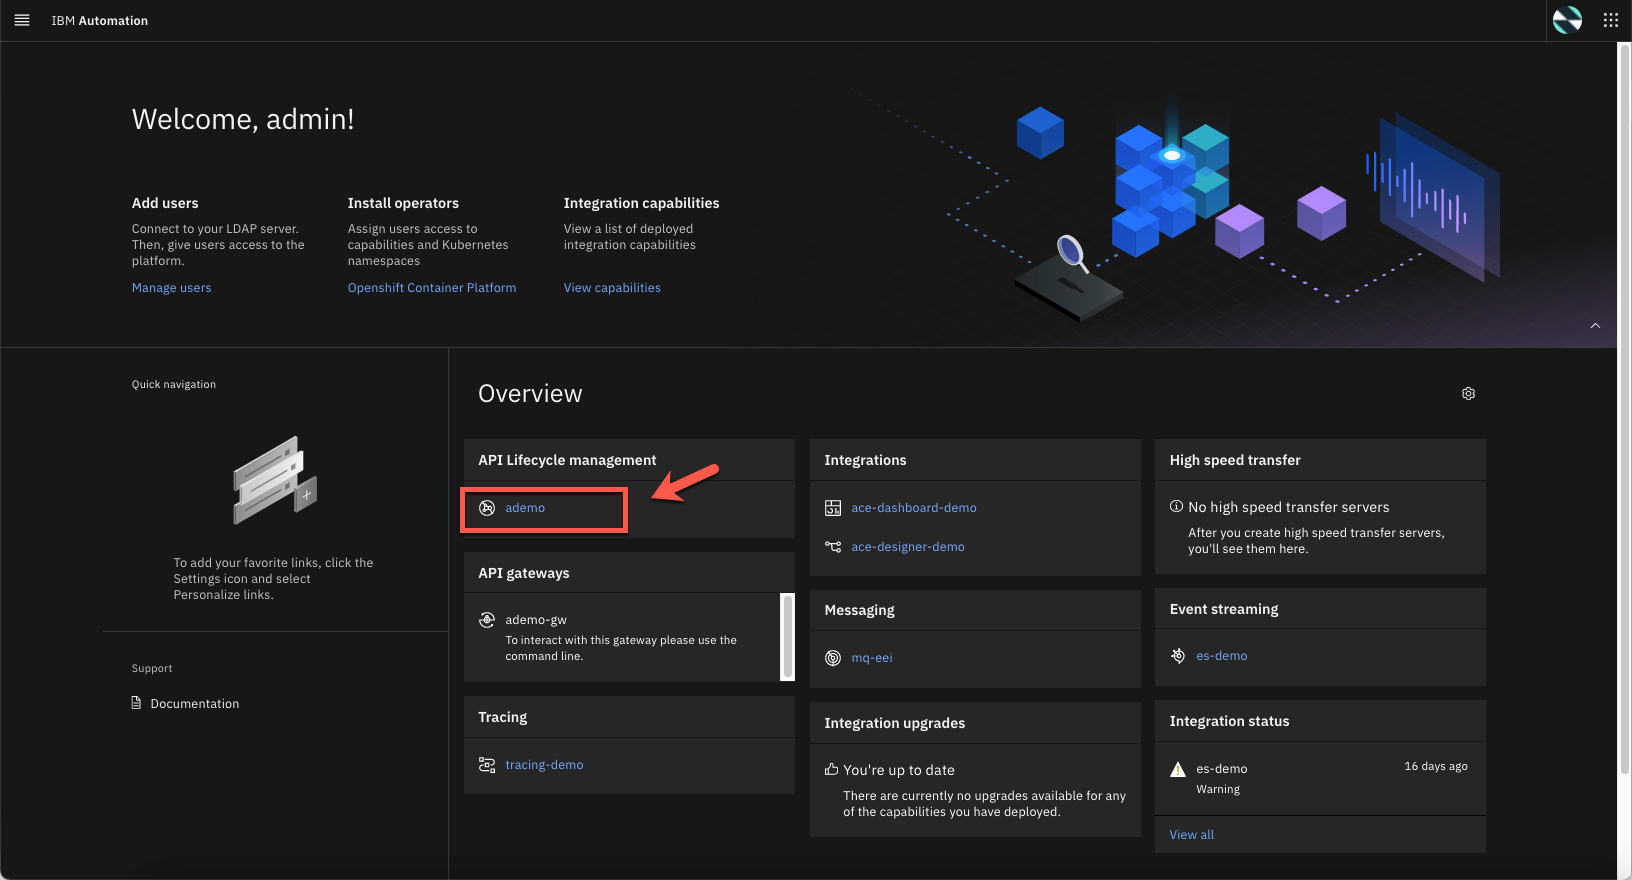 IBM Automation
Welcome, admin!
Add users
Connect to your LDAP server.
Then, give users access to the
platform.
Manage users
Install operators
Assign users access to
capabilities and Kubernetes
namespaces
Openshift Container Platform
Integration capabilities
View a list of deployed
integration capabilities
View capabilities
Quick navigation
To add your favorite links, click the
Settings icon and select
Personalize links.
Support
Documentation
Overview
API Lifecycle management
ademo
API gateways
ademo-gw
To interact with this gateway please use the
command line.
Tracing
tracing-demo
Integrations
ace-dashboard-demo
ace-designer-demo
Messaging
mq-eei
Integration upgrades
You're up to date
There are currently no upgrades available for any
of the capabilities you have deployed.
High speed transfer
No high speed transfer servers
After you create high speed transfer servers,
you'll see them here.
Event streaming
es-demo
Integration status
es-demo
16 days ago
Warning
View all